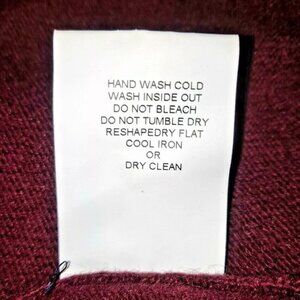 HAND WASH COLD
WASH INSIDE OUT
DO NOT BLEACH
DO NOT TUMBLE DRY
RESHAPEDRY FLAT
COOL IRON
OR
DRY CLEAN